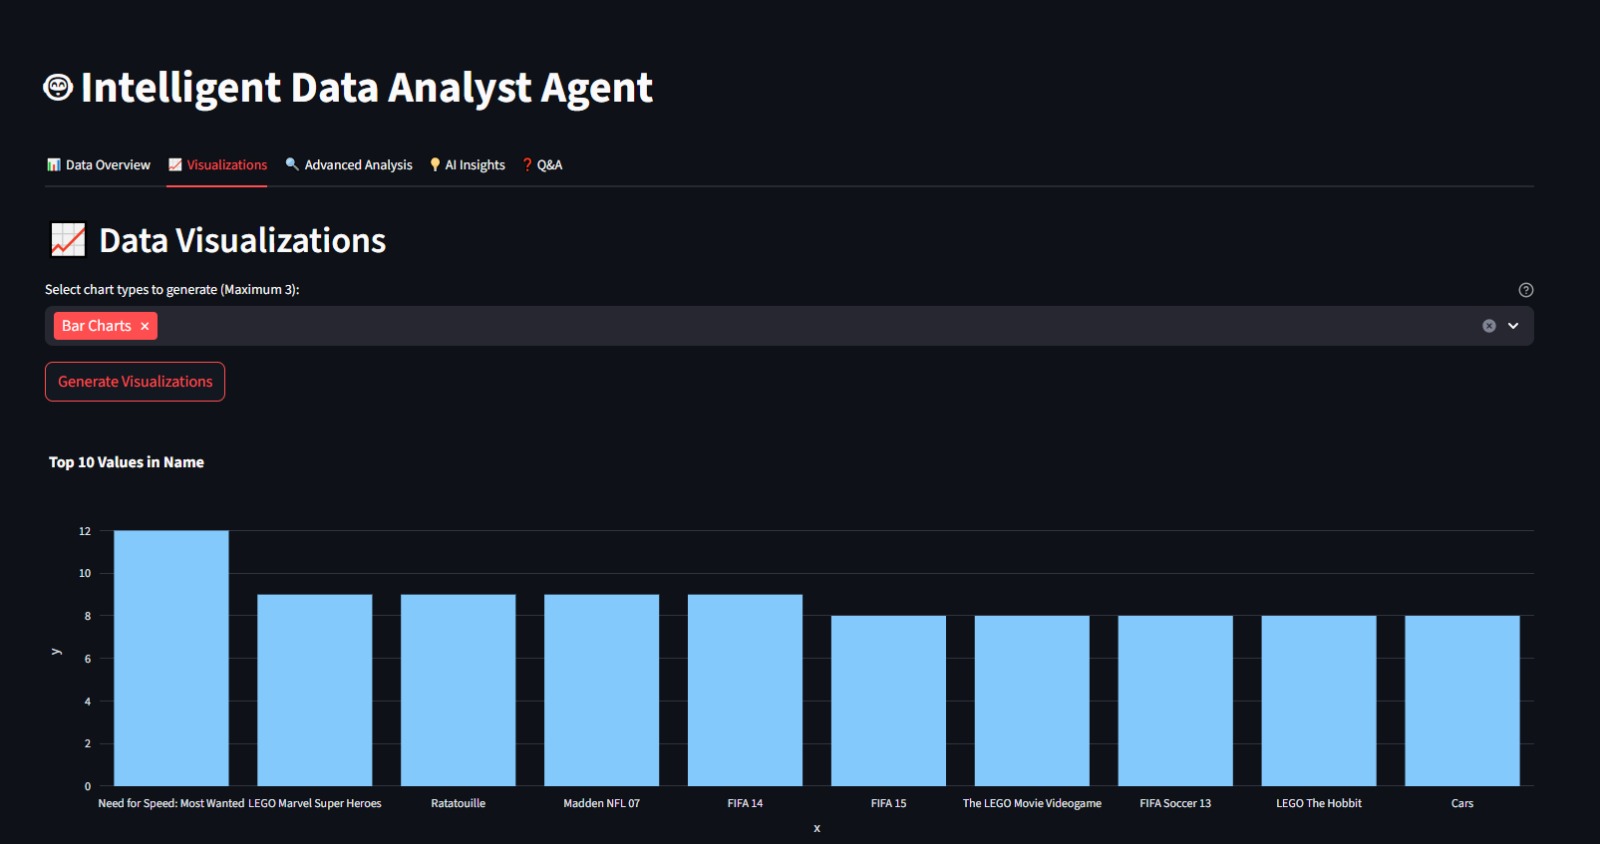 Intelligent Data Analyst Agent
Data Overview Visualizations Advanced Analysis AI Insights Q&A
Data Visualizations
Select chart types to generate (Maximum 3):
Bar Charts ×
Generate Visualizations
Top 10 Values in Name
12
10
8
6
4
2
0
y
Need for Speed: Most Wanted LEGO Marvel Super Heroes Ratatouille Madden NFL 07 FIFA 14 FIFA 15 The LEGO Movie Videogame FIFA Soccer 13 LEGO The Hobbit Cars
x